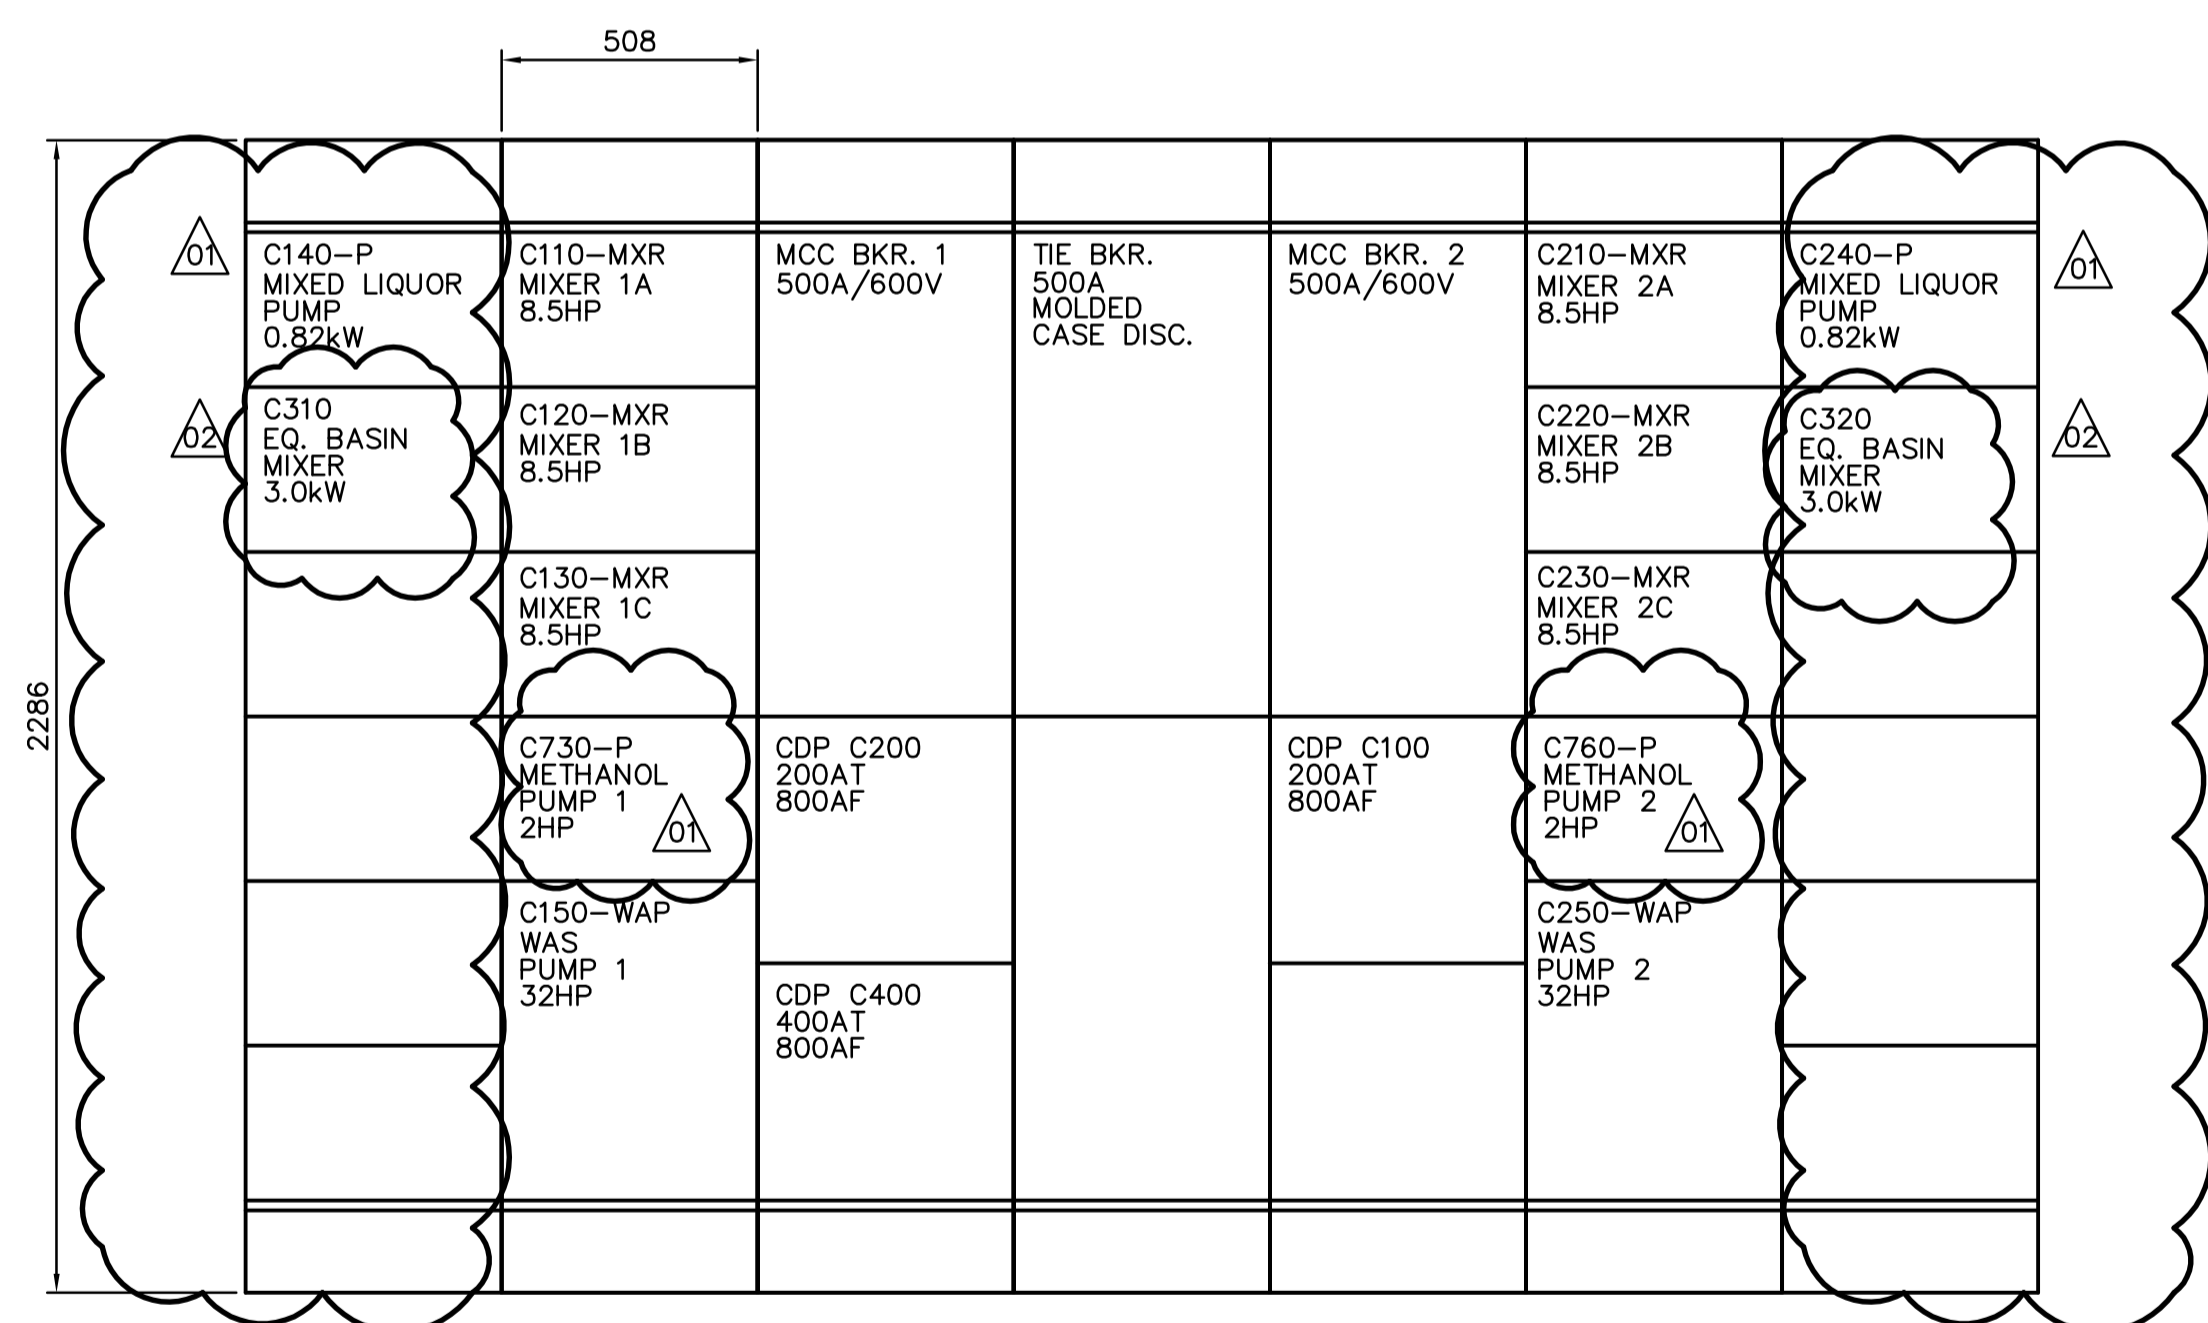 508
2286
01
C140-P
MIXED LIQUOR
PUMP
0.82kW
C110-MXR
MIXER 1A
8.5HP
MCC BKR. 1
500A/600V
TIE BKR.
500A
MOLDED
CASE DISC.
MCC BKR. 2
500A/600V
C210-MXR
MIXER 2A
8.5HP
C240-P
MIXED LIQUOR
PUMP
0.82kW
01
02
C310
EQ. BASIN
MIXER
3.0kW
C120-MXR
MIXER 1B
8.5HP
C220-MXR
MIXER 2B
8.5HP
C320
EQ. BASIN
MIXER
3.0kW
02
C130-MXR
MIXER 1C
8.5HP
C230-MXR
MIXER 2C
8.5HP
C730-P
METHANOL
PUMP 1
2HP
01
CDP C200
200AT
800AF
CDP C100
200AT
800AF
C760-P
METHANOL
PUMP 2
2HP
01
C150-WAP
WAS
PUMP 1
32HP
CDP C400
400AT
800AF
C250-WAP
WAS
PUMP 2
32HP